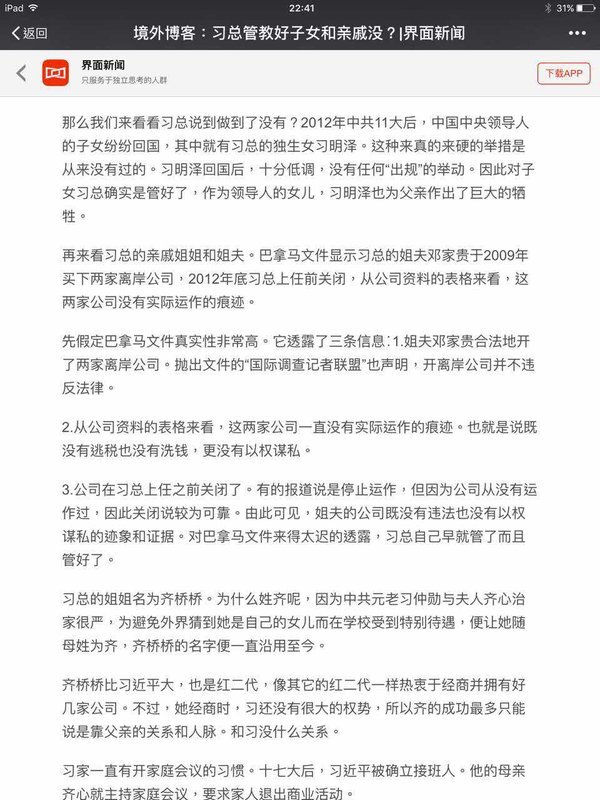 iPad
22:41
31%
返回
境外博客：习总管教好子女和亲戚没？|界面新闻
界面新闻
只服务于独立思考的人群
下载APP
那么我们来看看习总说到做到了没有？2012年中共11大后，中国中央领导人
的子女纷纷回国，其中就有习总的独生女习明泽。这种来真的来硬的举措是
从来没有过的。习明泽回国后，十分低调，没有任何“出规”的举动。因此对子
女习总确实是管好了，作为领导人的女儿，习明泽也为父亲作出了巨大的牺
牲。
再来看习总的亲戚姐姐和姐夫。巴拿马文件显示习总的姐夫邓家贵于2009年
买下两家离岸公司，2012年底习总上任前关闭，从公司资料的表格来看，这
两家公司没有实际运作的痕迹。
先假定巴拿马文件真实性非常高。它透露了三条信息：1.姐夫邓家贵合法地开
了两家离岸公司。抛出文件的“国际调查记者联盟”也声明，开离岸公司并不违
反法律。
2.从公司资料的表格来看，这两家公司一直没有实际运作的痕迹。也就是说既
没有逃税也没有洗钱，更没有以权谋私。
3.公司在习总上任之前关闭了。有的报道说是停止运作，但因为公司从没有运
作过，因此关闭说较为可靠。由此可见，姐夫的公司既没有违法也没有以权
谋私的迹象和证据。对巴拿马文件来得太迟的透露，习总自己早就管了而且
管好了。
习总的姐姐名为齐桥桥。为什么姓齐呢，因为中共元老习仲勋与夫人齐心治
家很严，为避免外界猜到她是自己的女儿而在学校受到特别待遇，便让她随
母姓为齐，齐桥桥的名字便一直沿用至今。
齐桥桥比习近平大，也是红二代，像其它的红二代一样热衷于经商并拥有好
几家公司。不过，她经商时，习还没有很大的权势，所以齐的成功最多只能
说是靠父亲的关系和人脉。和习没什么关系。
习家一直有开家庭会议的习惯。十七大后，习近平被确立接班人。他的母亲
齐心就主持家庭会议，要求家人退出商业活动。